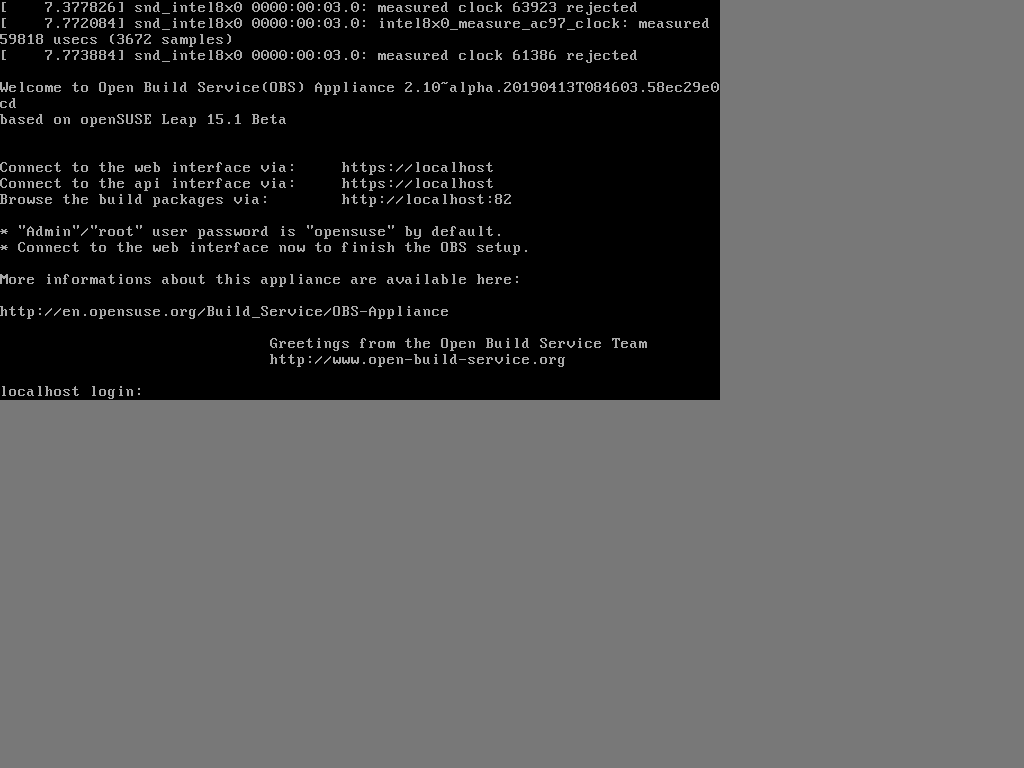 [    7.377826] snd_intel8x0 0000:00:03.0: measured clock 63923 rejected
[    7.772084] snd_intel8x0 0000:00:03.0: intel8x0_measure_ac97_clock: measured
59818 usecs (3672 samples)
[    7.773884] snd_intel8x0 0000:00:03.0: measured clock 61386 rejected
Welcome to Open Build Service(OBS) Appliance 2.10~alpha.20190413T084603.58ec29e0
cd
based on openSUSE Leap 15.1 Beta
Connect to the web interface via:     https://localhost
Connect to the api interface via:     https://localhost
Browse the build packages via:        http://localhost:82
* "Admin"/"root" user password is "opensuse" by default.
* Connect to the web interface now to finish the OBS setup.
More informations about this appliance are available here:
http://en.opensuse.org/Build_Service/OBS-Appliance
Greetings from the Open Build Service Team
http://www.open-build-service.org
localhost login: